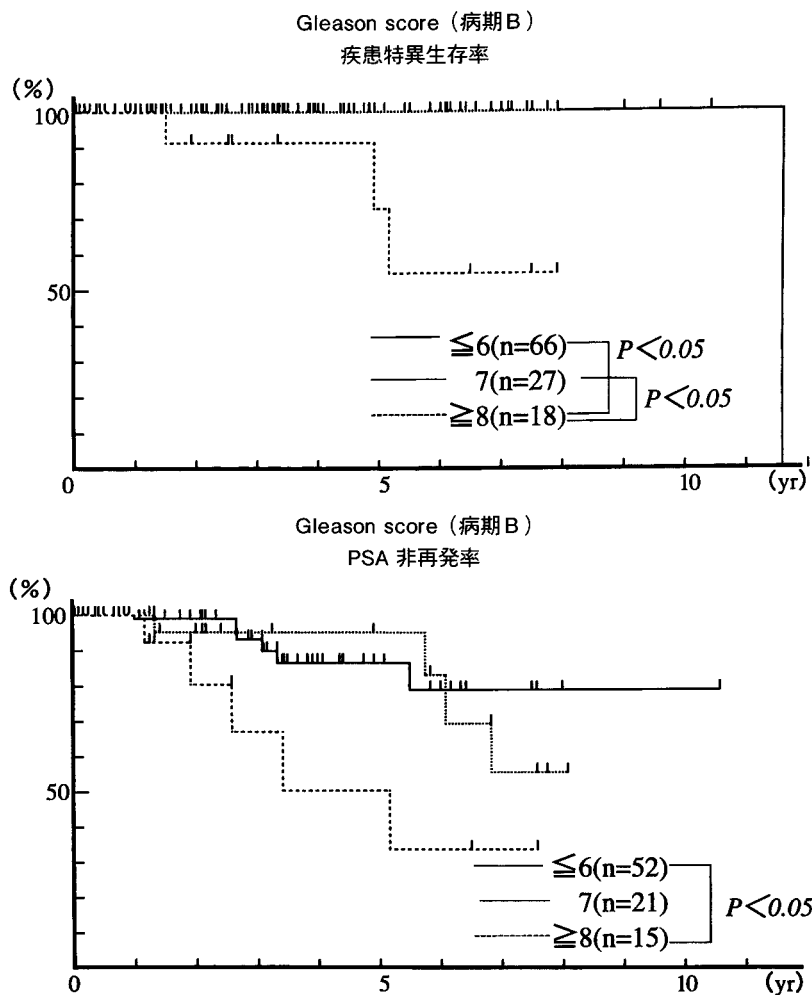 Gleason score（病期B）
疾患特異生存率
(%)
100
50
≦6(n=66)
P<0.05
7(n=27)
P<0.05
≧8(n=18)
0
5
10
(yr)
Gleason score（病期B）
PSA 非再発率
(%)
100
50
≦6(n=52)
7(n=21)
P<0.05
≧8(n=15)
0
5
10
(yr)